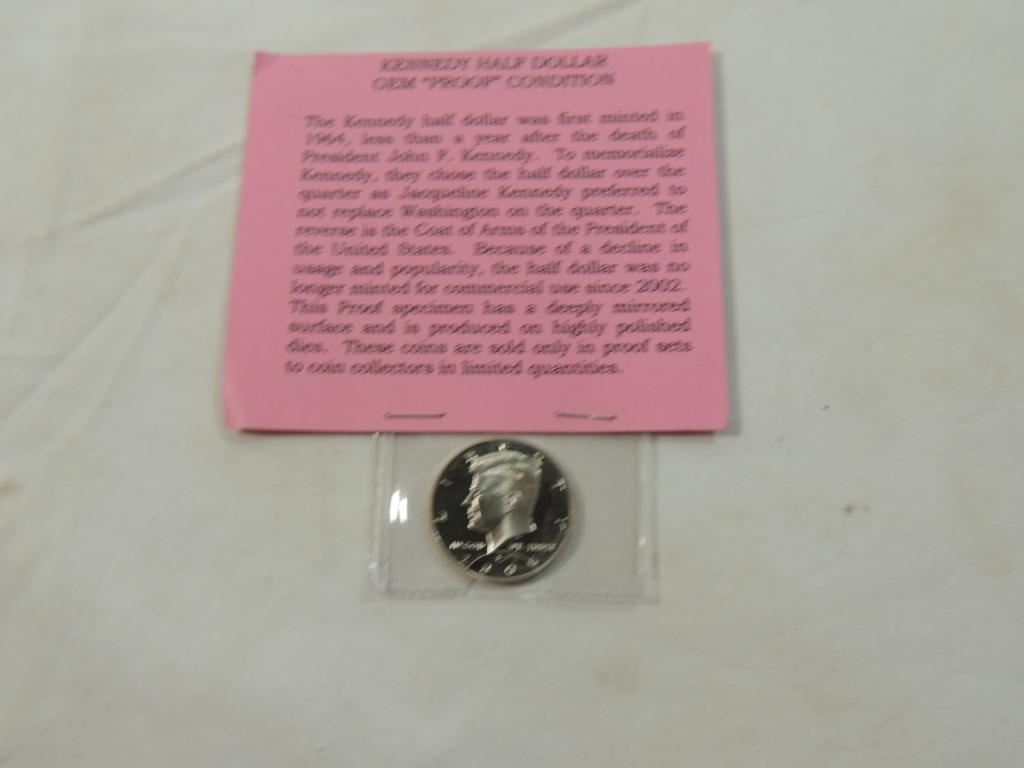 KENNEDY HALF DOLLAR
GEM "PROOF" CONDITION
The Kennedy half dollar was first minted in
1964, less than a year after the death of
President John F. Kennedy. To memorialize
Kennedy, they chose the half dollar over the
quarter as Jacqueline Kennedy preferred to
not replace Washington on the quarter. The
reverse is the Coat of Arms of the President of
the United States. Because of a decline in
usage and popularity, the half dollar was no
longer minted for commercial use since 2002.
This Proof specimen has a deeply mirrored
surface and is produced on highly polished
dies. These coins are sold only in proof sets
to coin collectors in limited quantities.